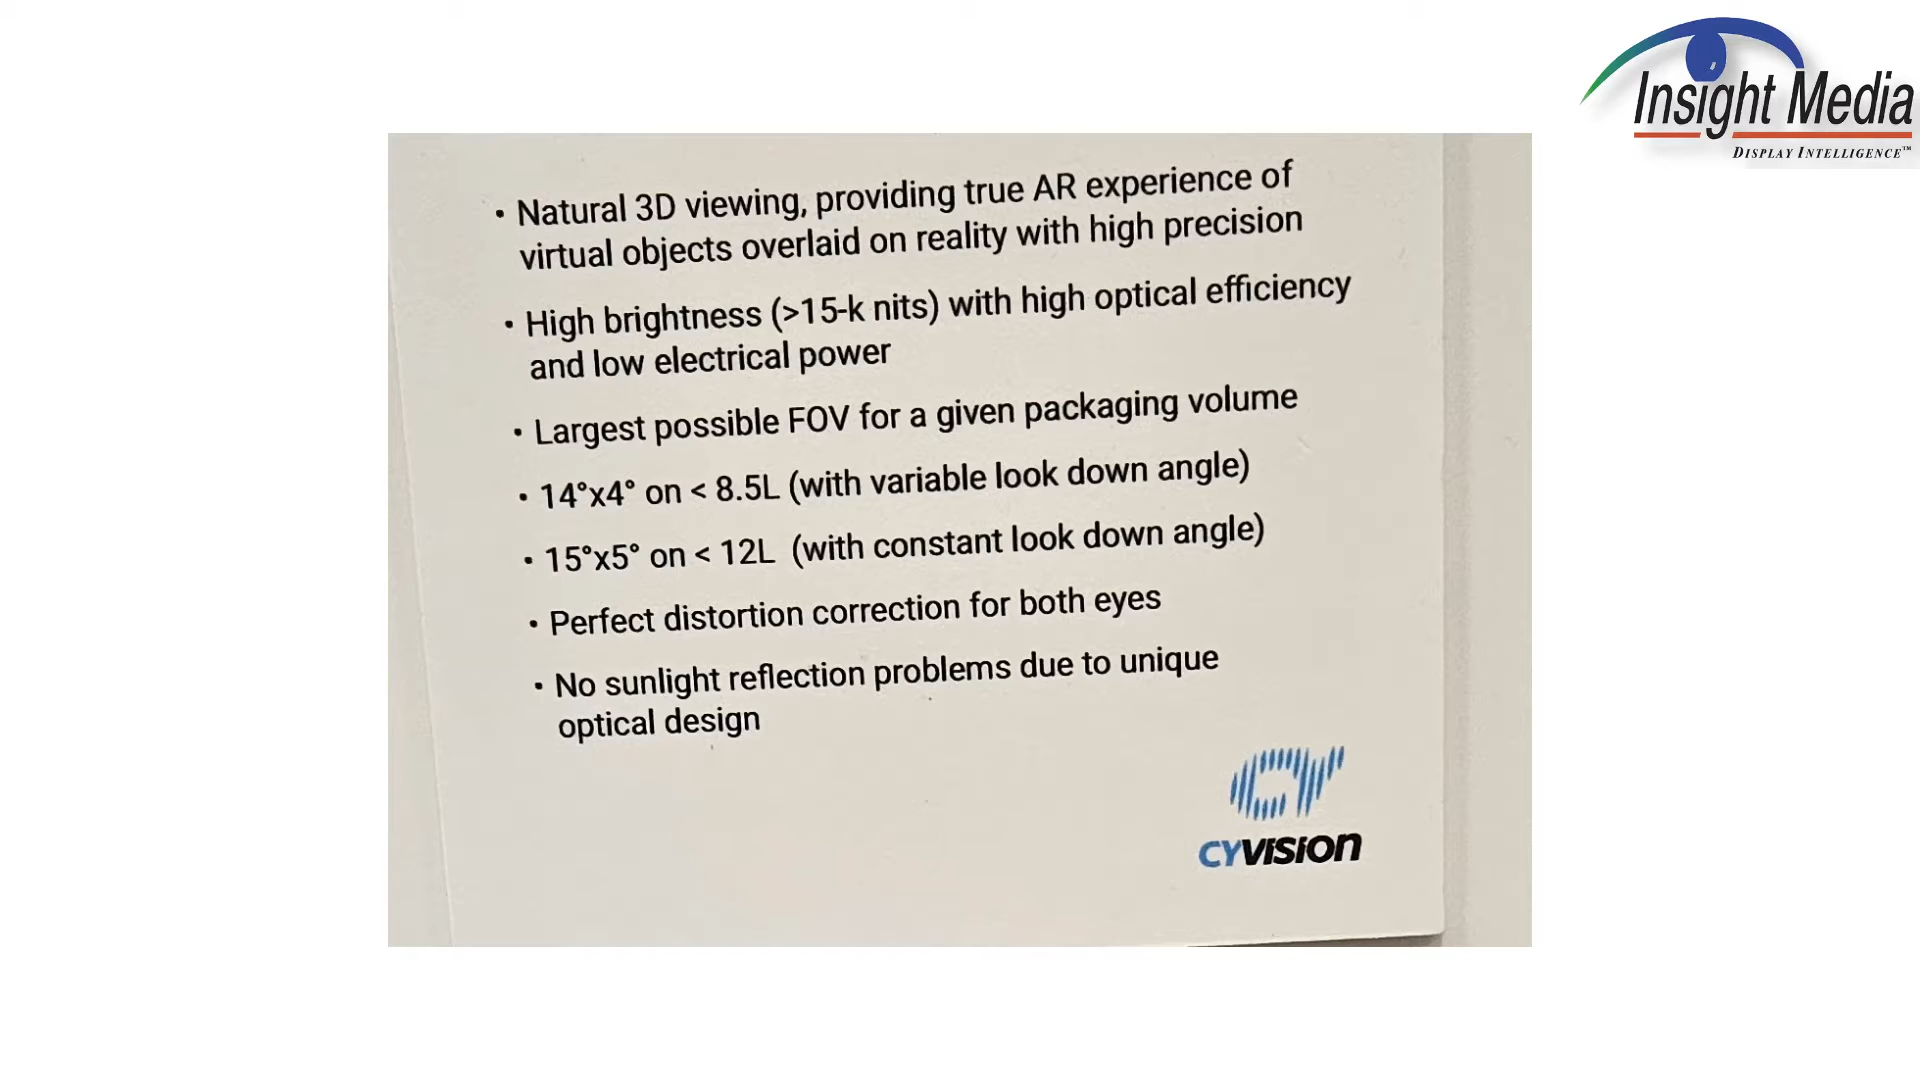 Insight Media
DISPLAY INTELLIGENCE™
• Natural 3D viewing, providing true AR experience of
virtual objects overlaid on reality with high precision
• High brightness (>15-k nits) with high optical efficiency
and low electrical power
• Largest possible FOV for a given packaging volume
• 14°x4° on < 8.5L (with variable look down angle)
• 15°x5° on < 12L (with constant look down angle)
• Perfect distortion correction for both eyes
• No sunlight reflection problems due to unique
optical design
CY
CYVISION